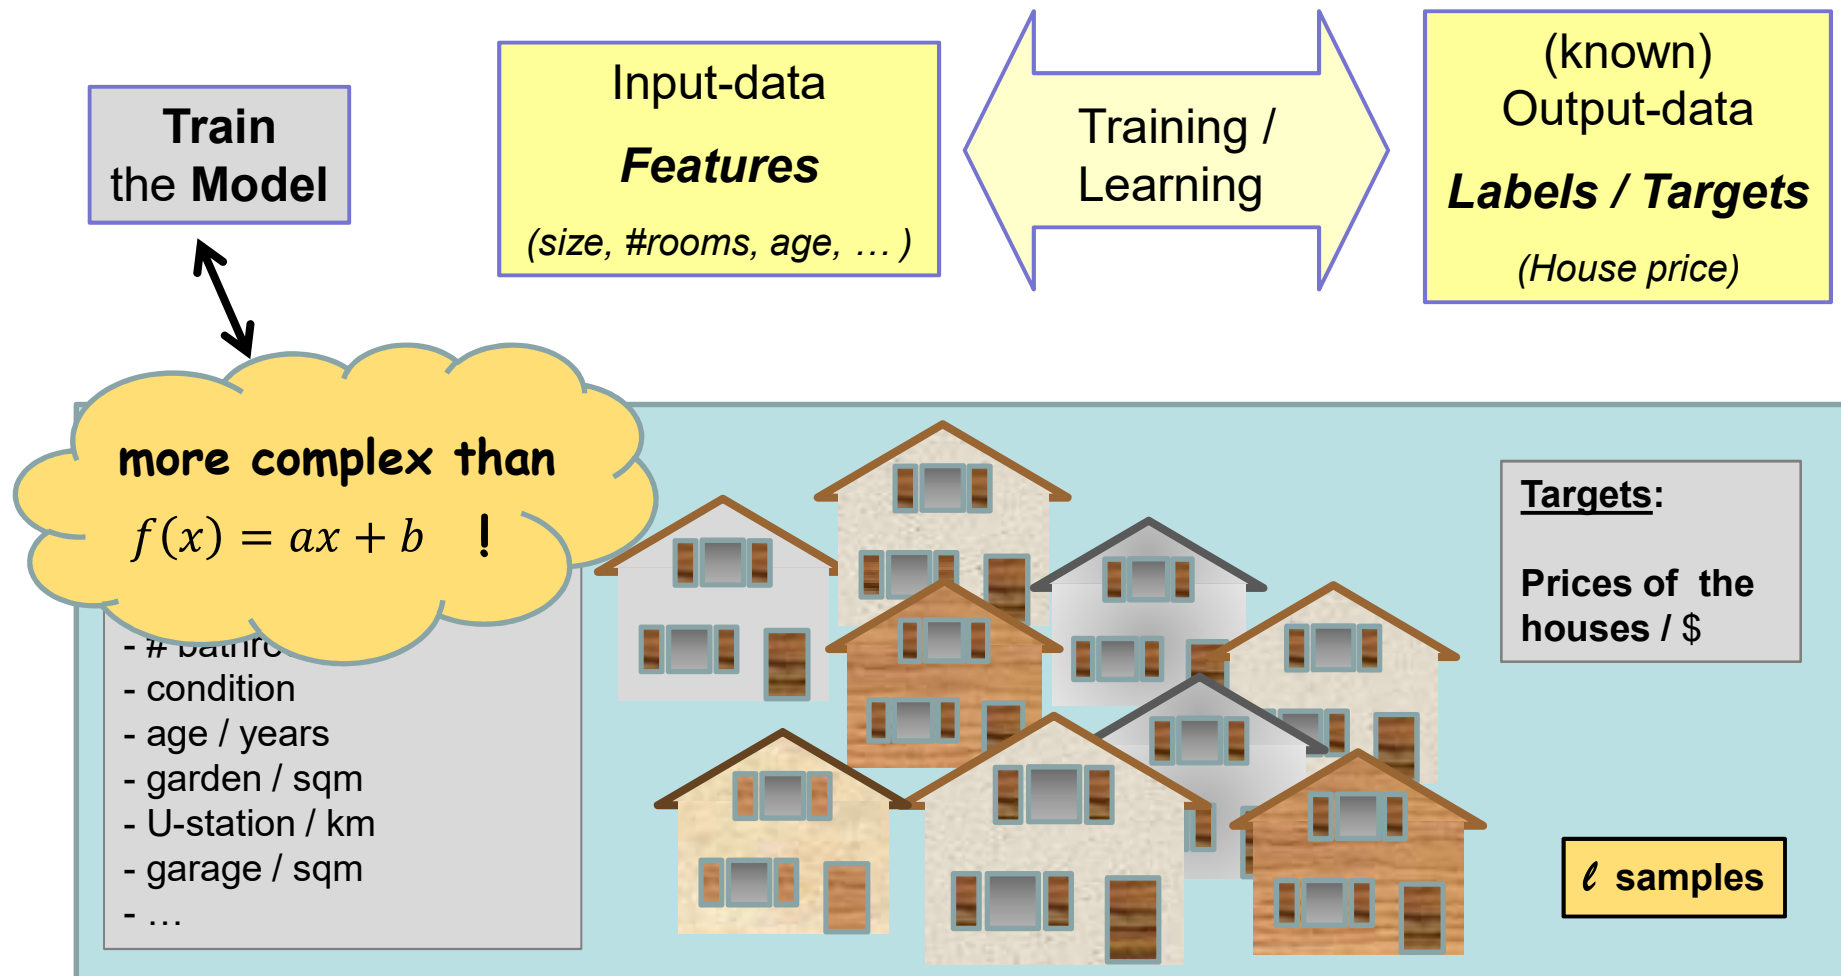 Train
the Model
Input-data
Features
(size, #rooms, age, … )
Training /
Learning
(known)
Output-data
Labels / Targets
(House price)
more complex than
f(x) = ax + b !
- #
- condition
- age / years
- garden / sqm
- U-station / km
- garage / sqm
- …
Targets:
Prices of the
houses / $
ℓ samples